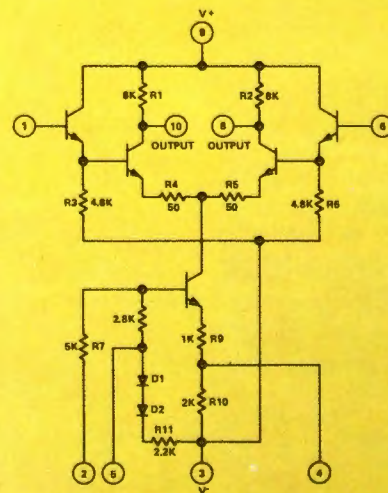 V+
9
8K R1
R2 8K
1
10
8
6
OUTPUT
OUTPUT
R3 4.8K
R4
50
R5
50
4.8K R6
2.8K
5K R7
1K R9
D1
D2
2K R10
R11
2.2K
2
5
3
4
V-